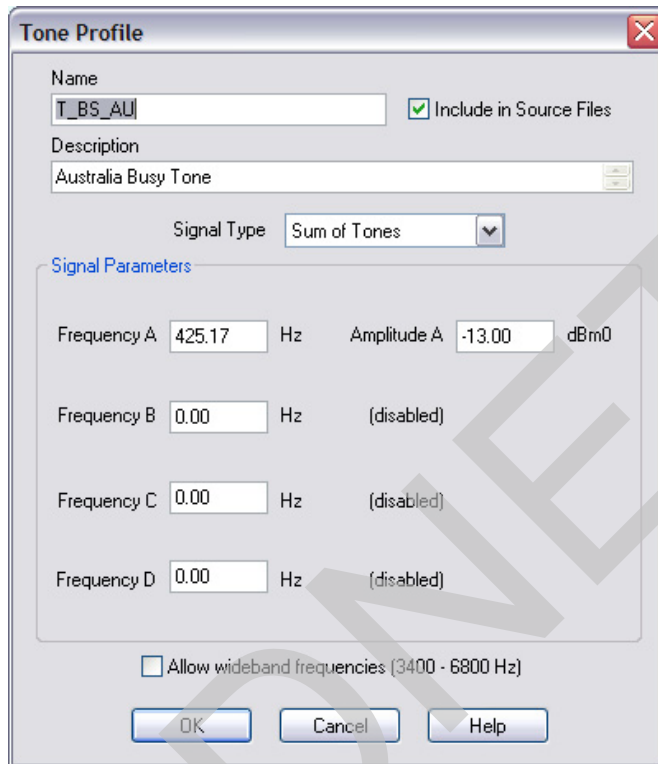 Tone Profile
Name
T_BS_AU
Include in Source Files
Description
Australia Busy Tone
Signal Type Sum of Tones
Signal Parameters
Frequency A 425.17 Hz Amplitude A -13.00 dBm0
Frequency B 0.00 Hz (disabled)
Frequency C 0.00 Hz (disabled)
Frequency D 0.00 Hz (disabled)
Allow wideband frequencies (3400 - 6800 Hz)
OK Cancel Help